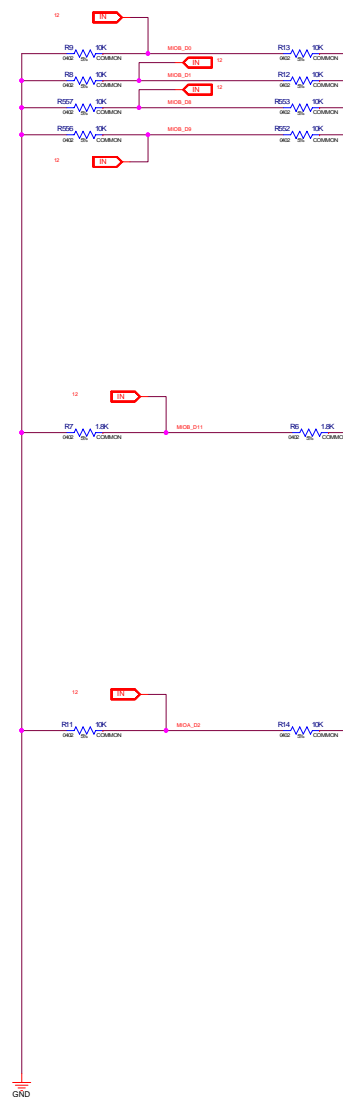 12 IN
R9 10K MIOB_D0 R13 10K
0402 5% COMMON 0402 5% COMMON
IN 12
R8 10K MIOB_D1 R12 10K
0402 5% COMMON 0402 5% COMMON
IN 12
R557 10K MIOB_D8 R553 10K
0402 5% COMMON 0402 5% COMMON
R556 10K MIOB_D9 R552 10K
0402 5% COMMON 0402 5% COMMON
12 IN
12 IN
R7 1.8K MIOB_D11 R6 1.8K
0402 5% COMMON 0402 5% COMMON
12 IN
R11 10K MIOA_D2 R14 10K
0402 5% COMMON 0402 5% COMMON
GND